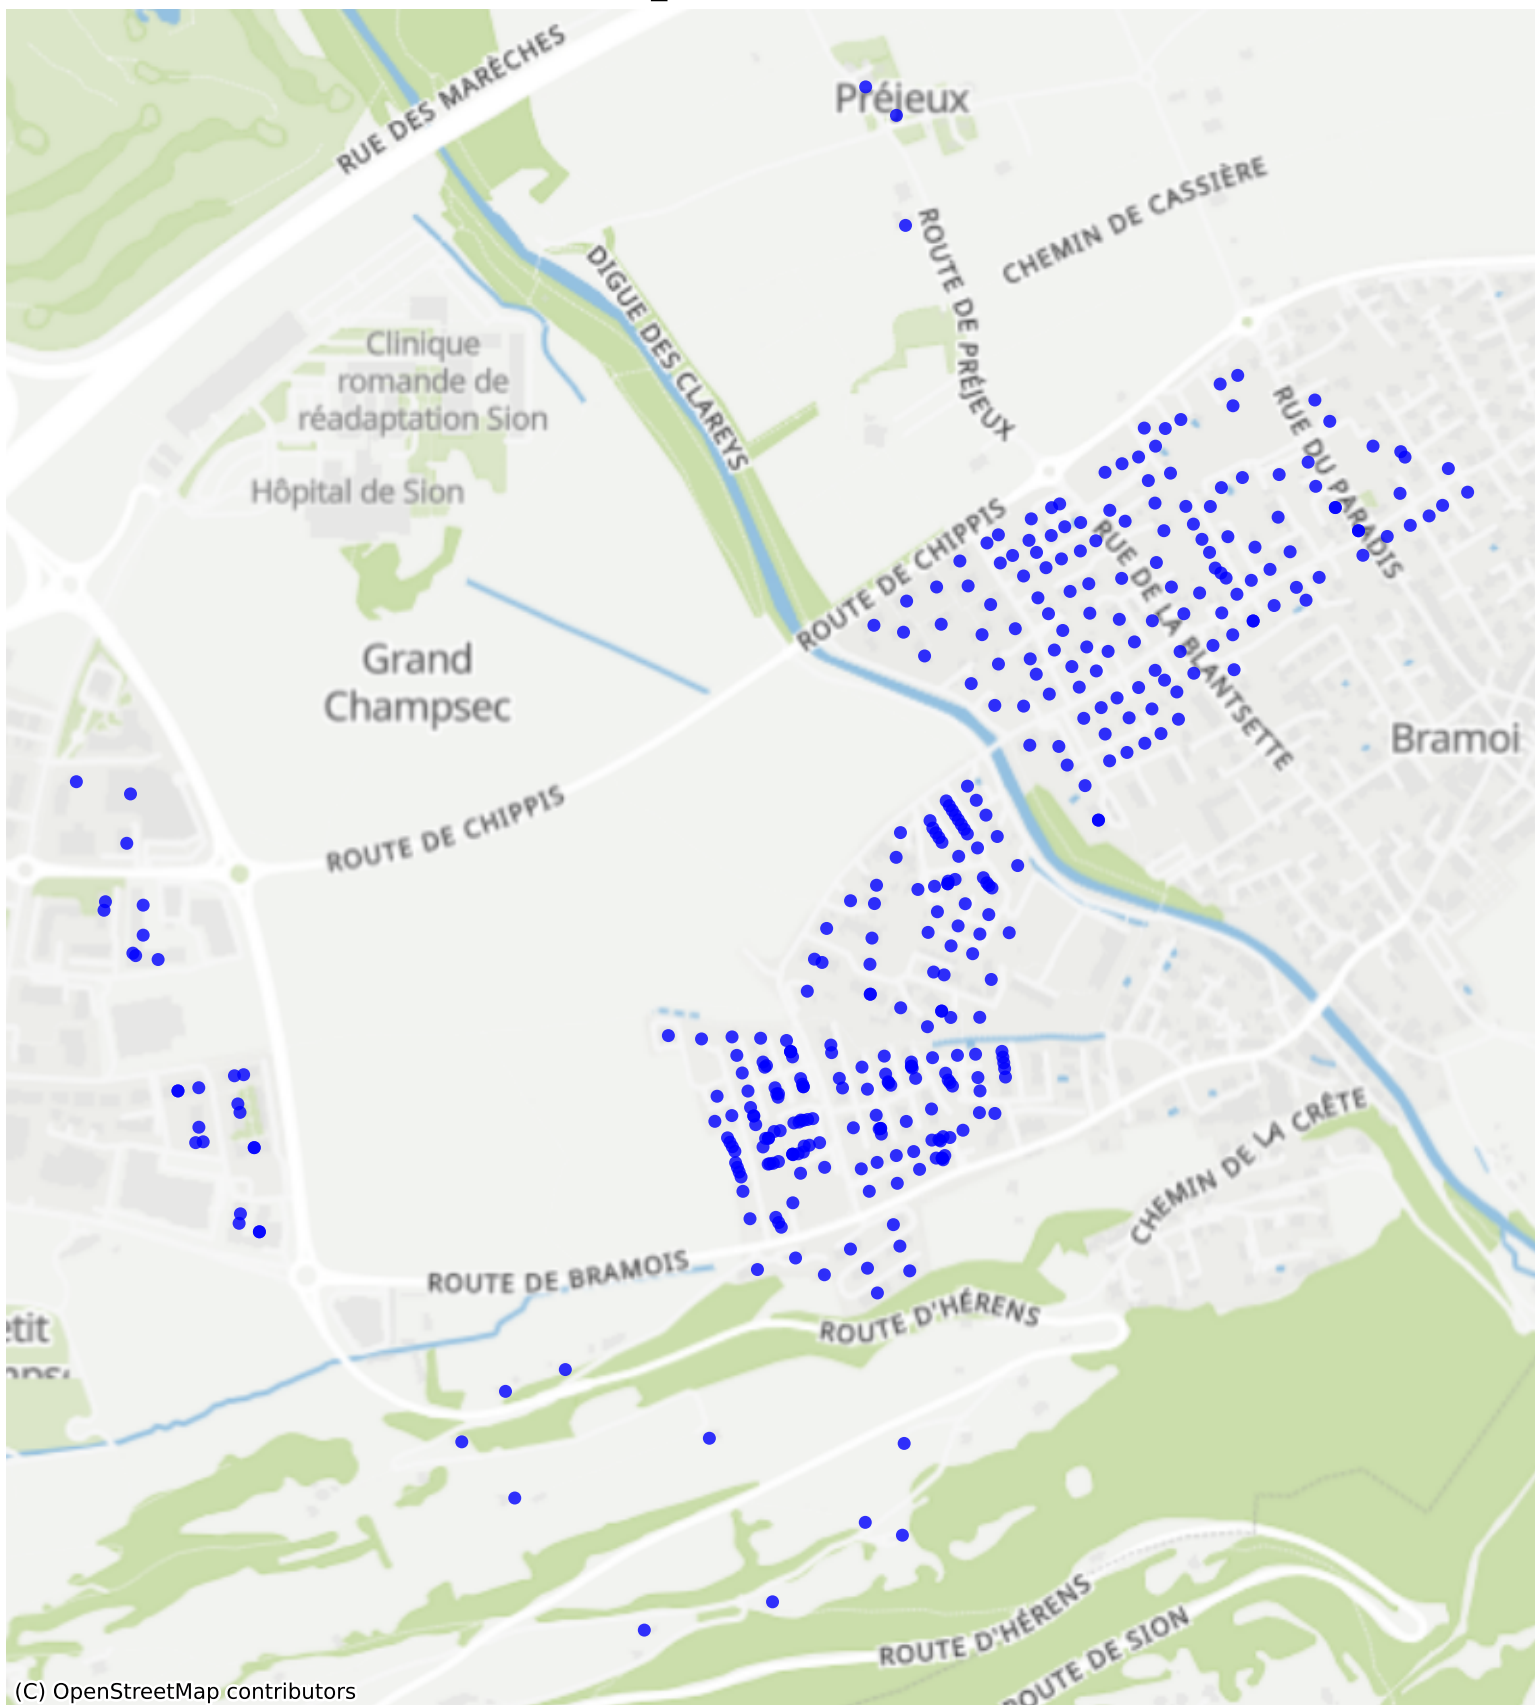 RUE DES MARÈCHES
Préjeux
CHEMIN DE CASSIÈRE
ROUTE DE PRÉJEUX
DIGUE DES CLAREYS
Clinique
romande de
réadaptation Sion
Hôpital de Sion
RUE DU PARADIS
ROUTE DE CHIPPIS
RUE DE LA BLANTSETTE
Grand
Champsec
Bramoi
ROUTE DE CHIPPIS
CHEMIN DE LA CRÊTE
ROUTE DE BRAMOIS
ROUTE D'HÉRENS
etit
ROUTE D'HÉRENS
ROUTE DE SION
(C) OpenStreetMap contributors